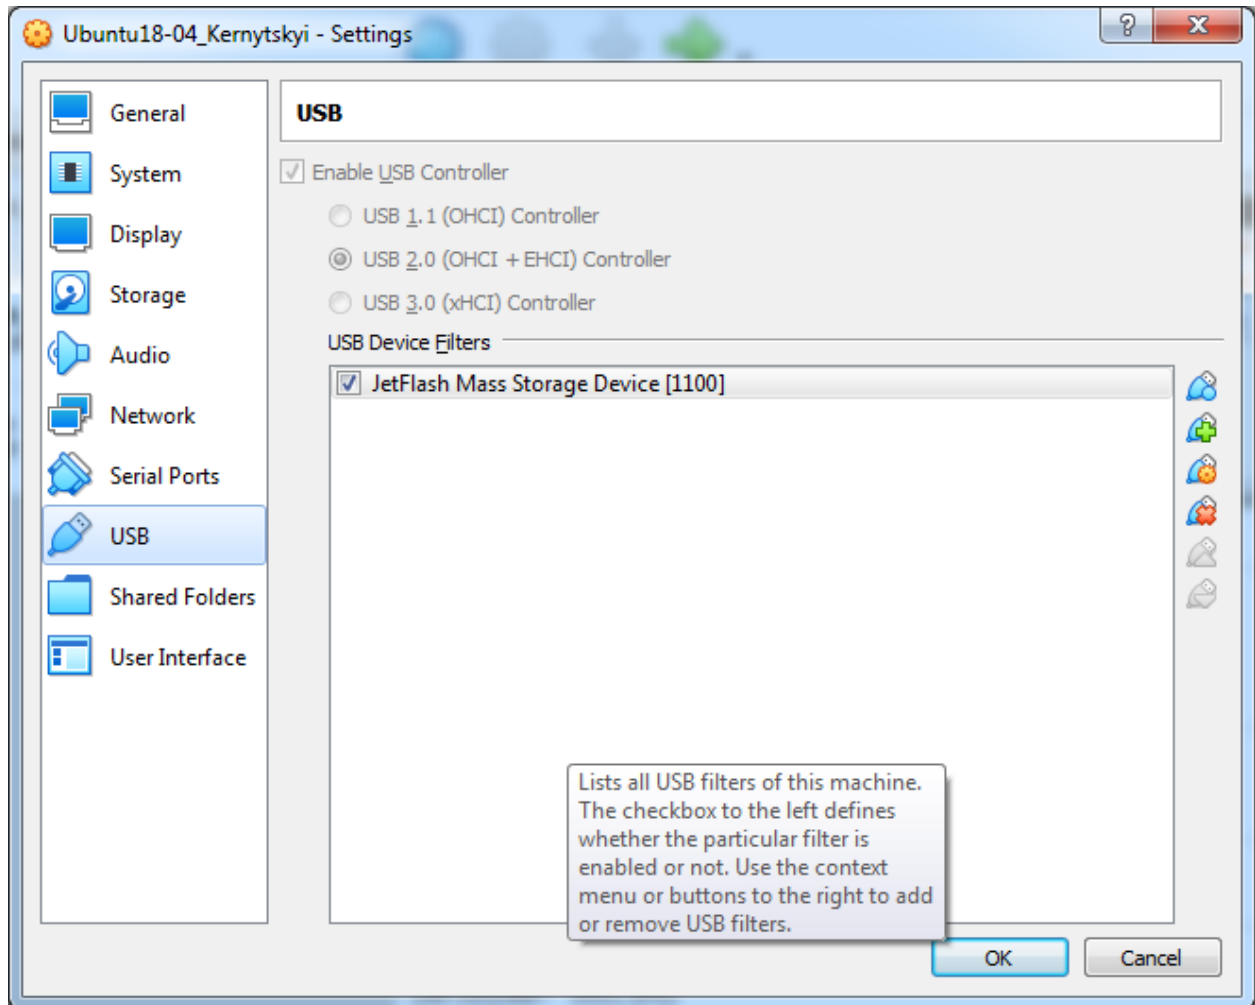 Ubuntu18-04_Kernytskyi - Settings
General
System
Display
Storage
Audio
Network
Serial Ports
USB
Shared Folders
User Interface
USB
Enable USB Controller
USB 1.1 (OHCI) Controller
USB 2.0 (OHCI + EHCI) Controller
USB 3.0 (xHCI) Controller
USB Device Filters
JetFlash Mass Storage Device [1100]
Lists all USB filters of this machine.
The checkbox to the left defines
whether the particular filter is
enabled or not. Use the context
menu or buttons to the right to add
or remove USB filters.
OK
Cancel